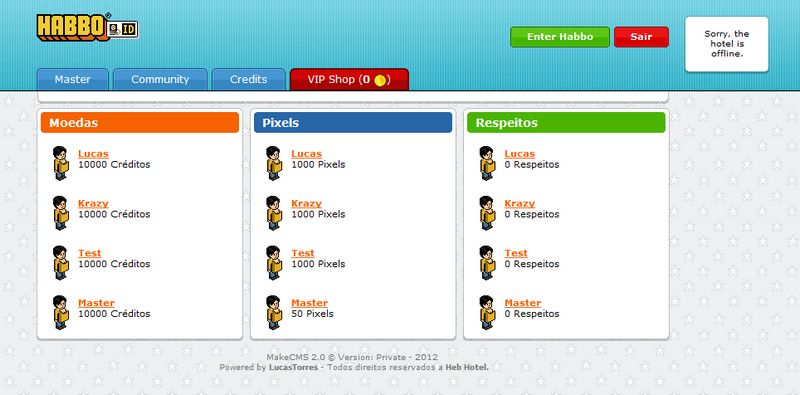 HABBO ID
Enter Habbo
Sair
Sorry, the
hotel is
offline.
Master
Community
Credits
VIP Shop (0 )
Moedas
Lucas
10000 Créditos
Krazy
10000 Créditos
Test
10000 Créditos
Master
10000 Créditos
Pixels
Lucas
1000 Pixels
Krazy
1000 Pixels
Test
1000 Pixels
Master
50 Pixels
Respeitos
Lucas
0 Respeitos
Krazy
0 Respeitos
Test
0 Respeitos
Master
0 Respeitos
MakeCMS 2.0 © Version: Private - 2012
Powered by LucasTorres - Todos direitos reservados a Heb Hotel.